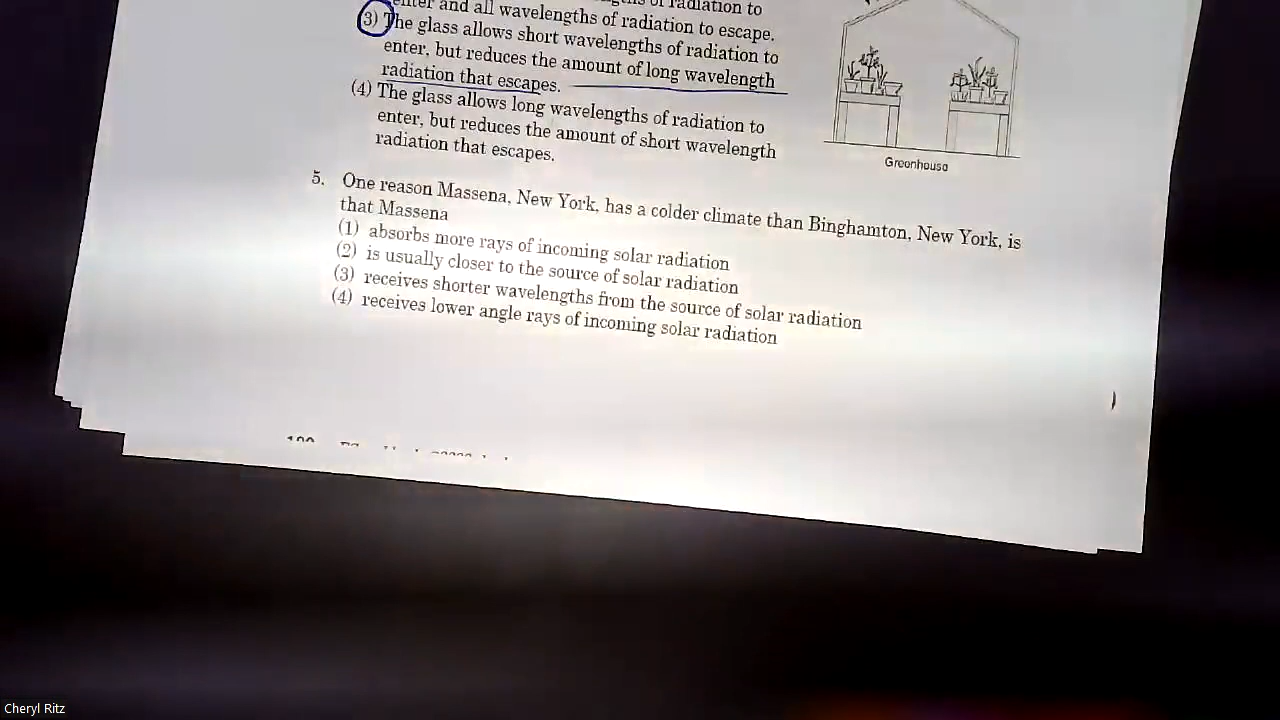 enter and all wavelengths of radiation to escape.
(3) The glass allows short wavelengths of radiation to
enter, but reduces the amount of long wavelength
radiation that escapes.
(4) The glass allows long wavelengths of radiation to
enter, but reduces the amount of short wavelength
radiation that escapes.
Greenhouse
5. One reason Massena, New York, has a colder climate than Binghamton, New York, is
that Massena
(1) absorbs more rays of incoming solar radiation
(2) is usually closer to the source of solar radiation
(3) receives shorter wavelengths from the source of solar radiation
(4) receives lower angle rays of incoming solar radiation
Cheryl Ritz